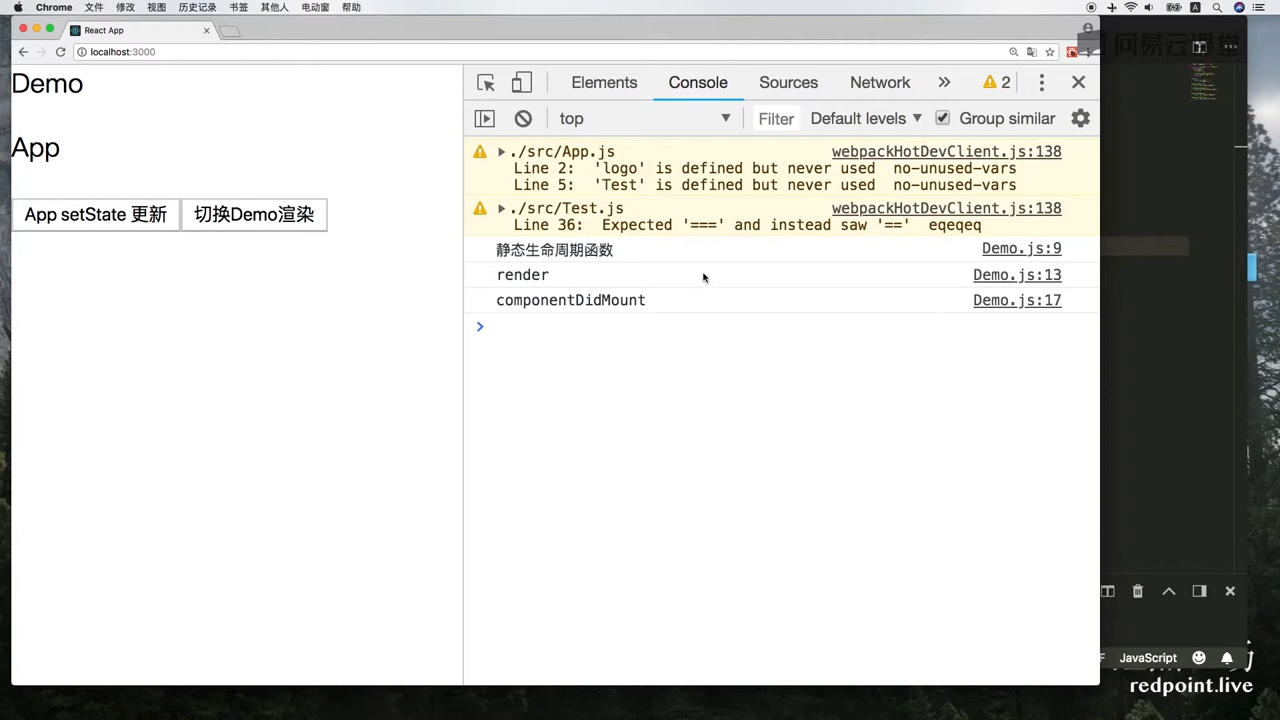 Chrome 文件 修改 视图 历史记录 书签 其他人 电动窗 帮助
React App
localhost:3000
网易云课堂
Demo
App
App setState 更新 切换Demo渲染
Elements Console Sources Network 2
top Filter Default levels Group similar
./src/App.js webpackHotDevClient.js:138
Line 2: 'logo' is defined but never used no-unused-vars
Line 5: 'Test' is defined but never used no-unused-vars
./src/Test.js webpackHotDevClient.js:138
Line 36: Expected '===' and instead saw '==' eqeqeq
静态生命周期函数 Demo.js:9
render Demo.js:13
componentDidMount Demo.js:17
JavaScript
redpoint.live